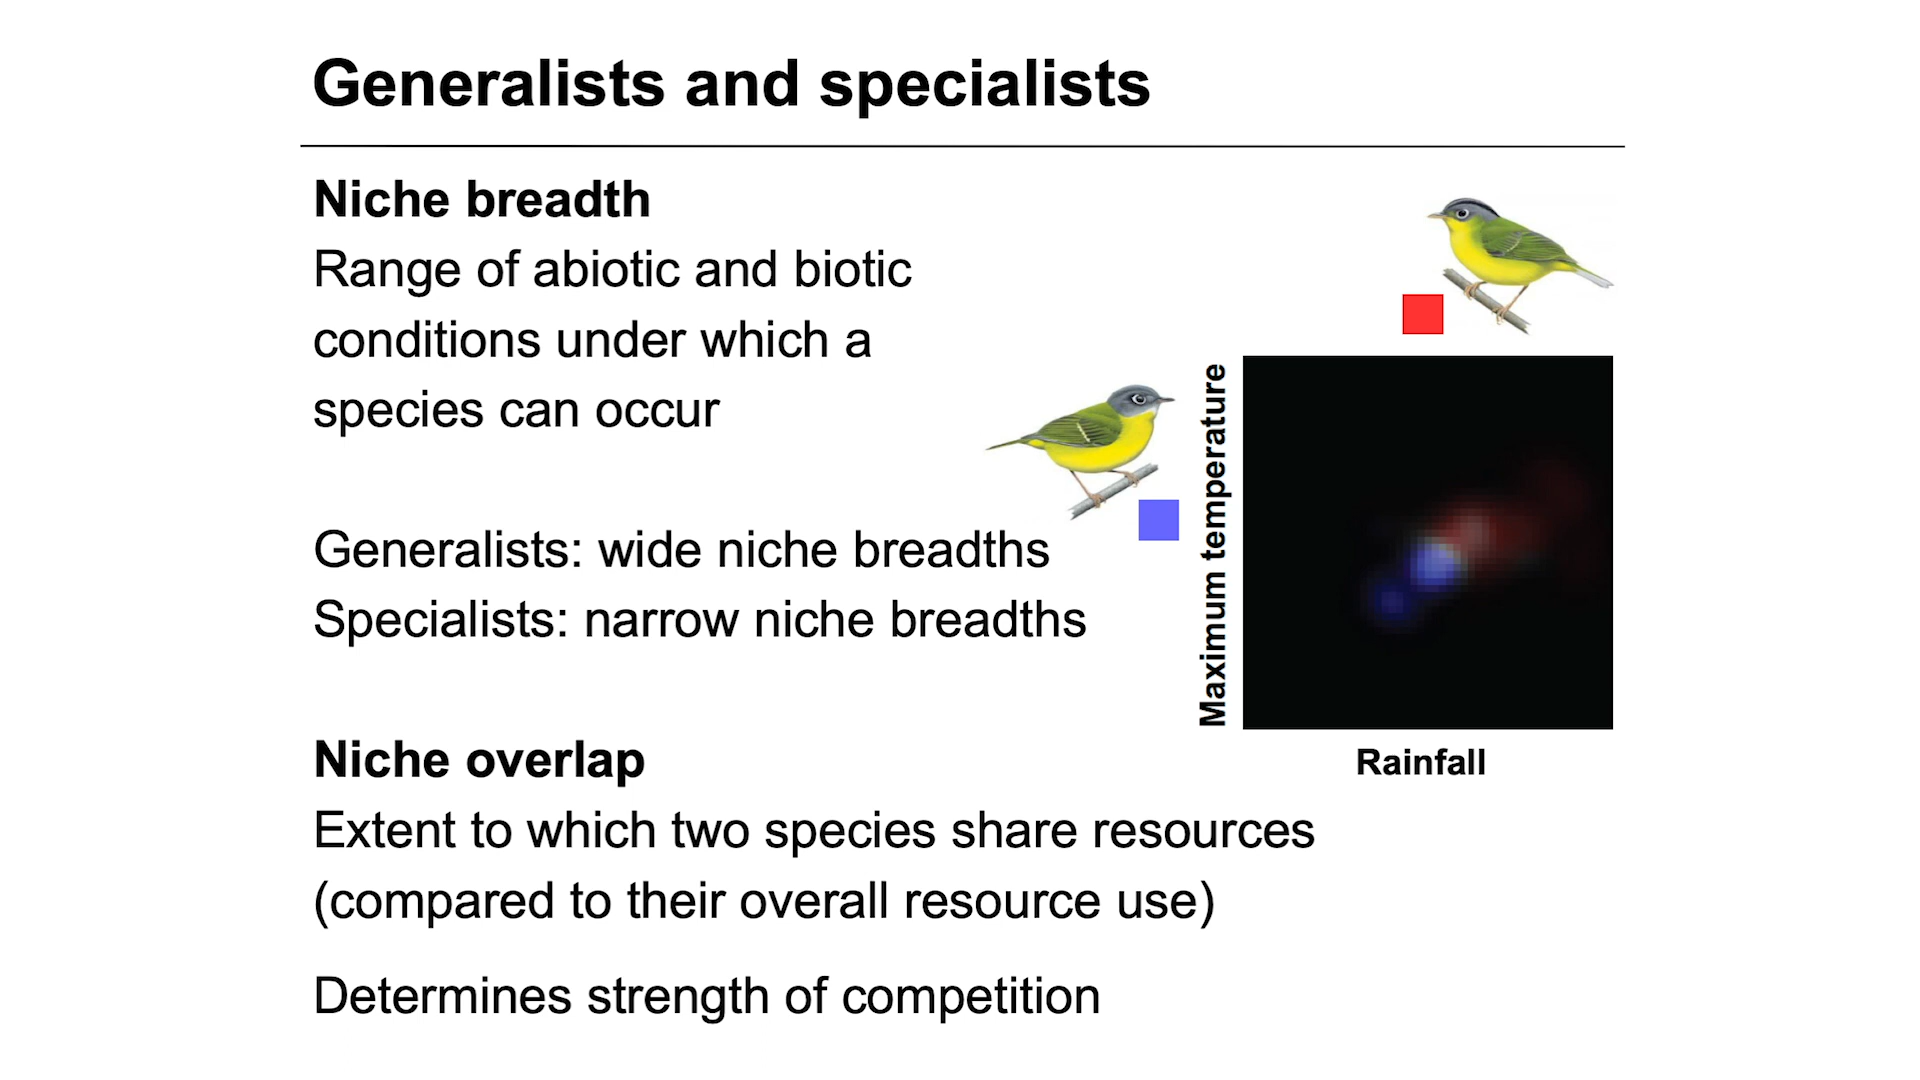 Generalists and specialists
Niche breadth
Range of abiotic and biotic
conditions under which a
species can occur
Generalists: wide niche breadths
Specialists: narrow niche breadths
Maximum temperature
Rainfall
Niche overlap
Extent to which two species share resources
(compared to their overall resource use)
Determines strength of competition